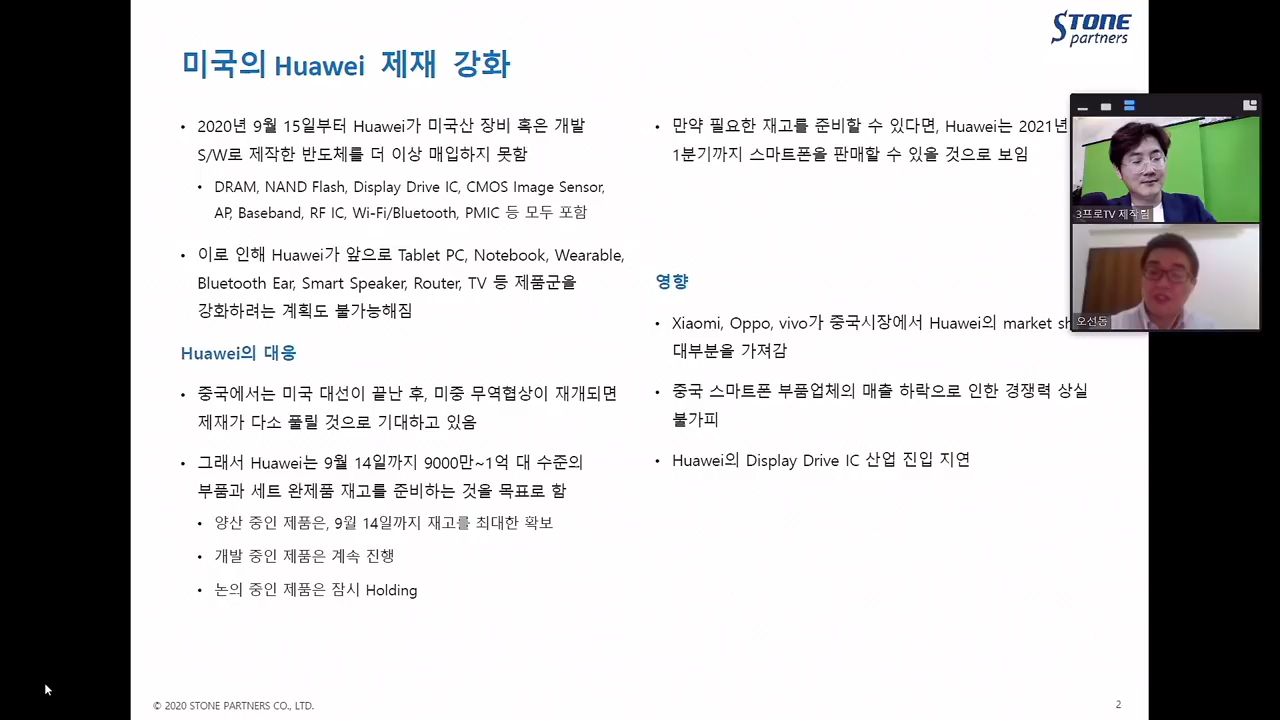 STONE
partners
미국의 Huawei 제재 강화
• 2020년 9월 15일부터 Huawei가 미국산 장비 혹은 개발
S/W로 제작한 반도체를 더 이상 매입하지 못함
• DRAM, NAND Flash, Display Drive IC, CMOS Image Sensor,
AP, Baseband, RF IC, Wi-Fi/Bluetooth, PMIC 등 모두 포함
• 이로 인해 Huawei가 앞으로 Tablet PC, Notebook, Wearable,
Bluetooth Ear, Smart Speaker, Router, TV 등 제품군을
강화하려는 계획도 불가능해짐
Huawei의 대응
• 중국에서는 미국 대선이 끝난 후, 미중 무역협상이 재개되면
제재가 다소 풀릴 것으로 기대하고 있음
• 그래서 Huawei는 9월 14일까지 9000만~1억 대 수준의
부품과 세트 완제품 재고를 준비하는 것을 목표로 함
• 양산 중인 제품은, 9월 14일까지 재고를 최대한 확보
• 개발 중인 제품은 계속 진행
• 논의 중인 제품은 잠시 Holding
• 만약 필요한 재고를 준비할 수 있다면, Huawei는 2021년
1분기까지 스마트폰을 판매할 수 있을 것으로 보임
영향
• Xiaomi, Oppo, vivo가 중국시장에서 Huawei의 market sh
대부분을 가져감
• 중국 스마트폰 부품업체의 매출 하락으로 인한 경쟁력 상실
불가피
• Huawei의 Display Drive IC 산업 진입 지연
3프로TV 제작팀
오선동
© 2020 STONE PARTNERS CO., LTD.
2